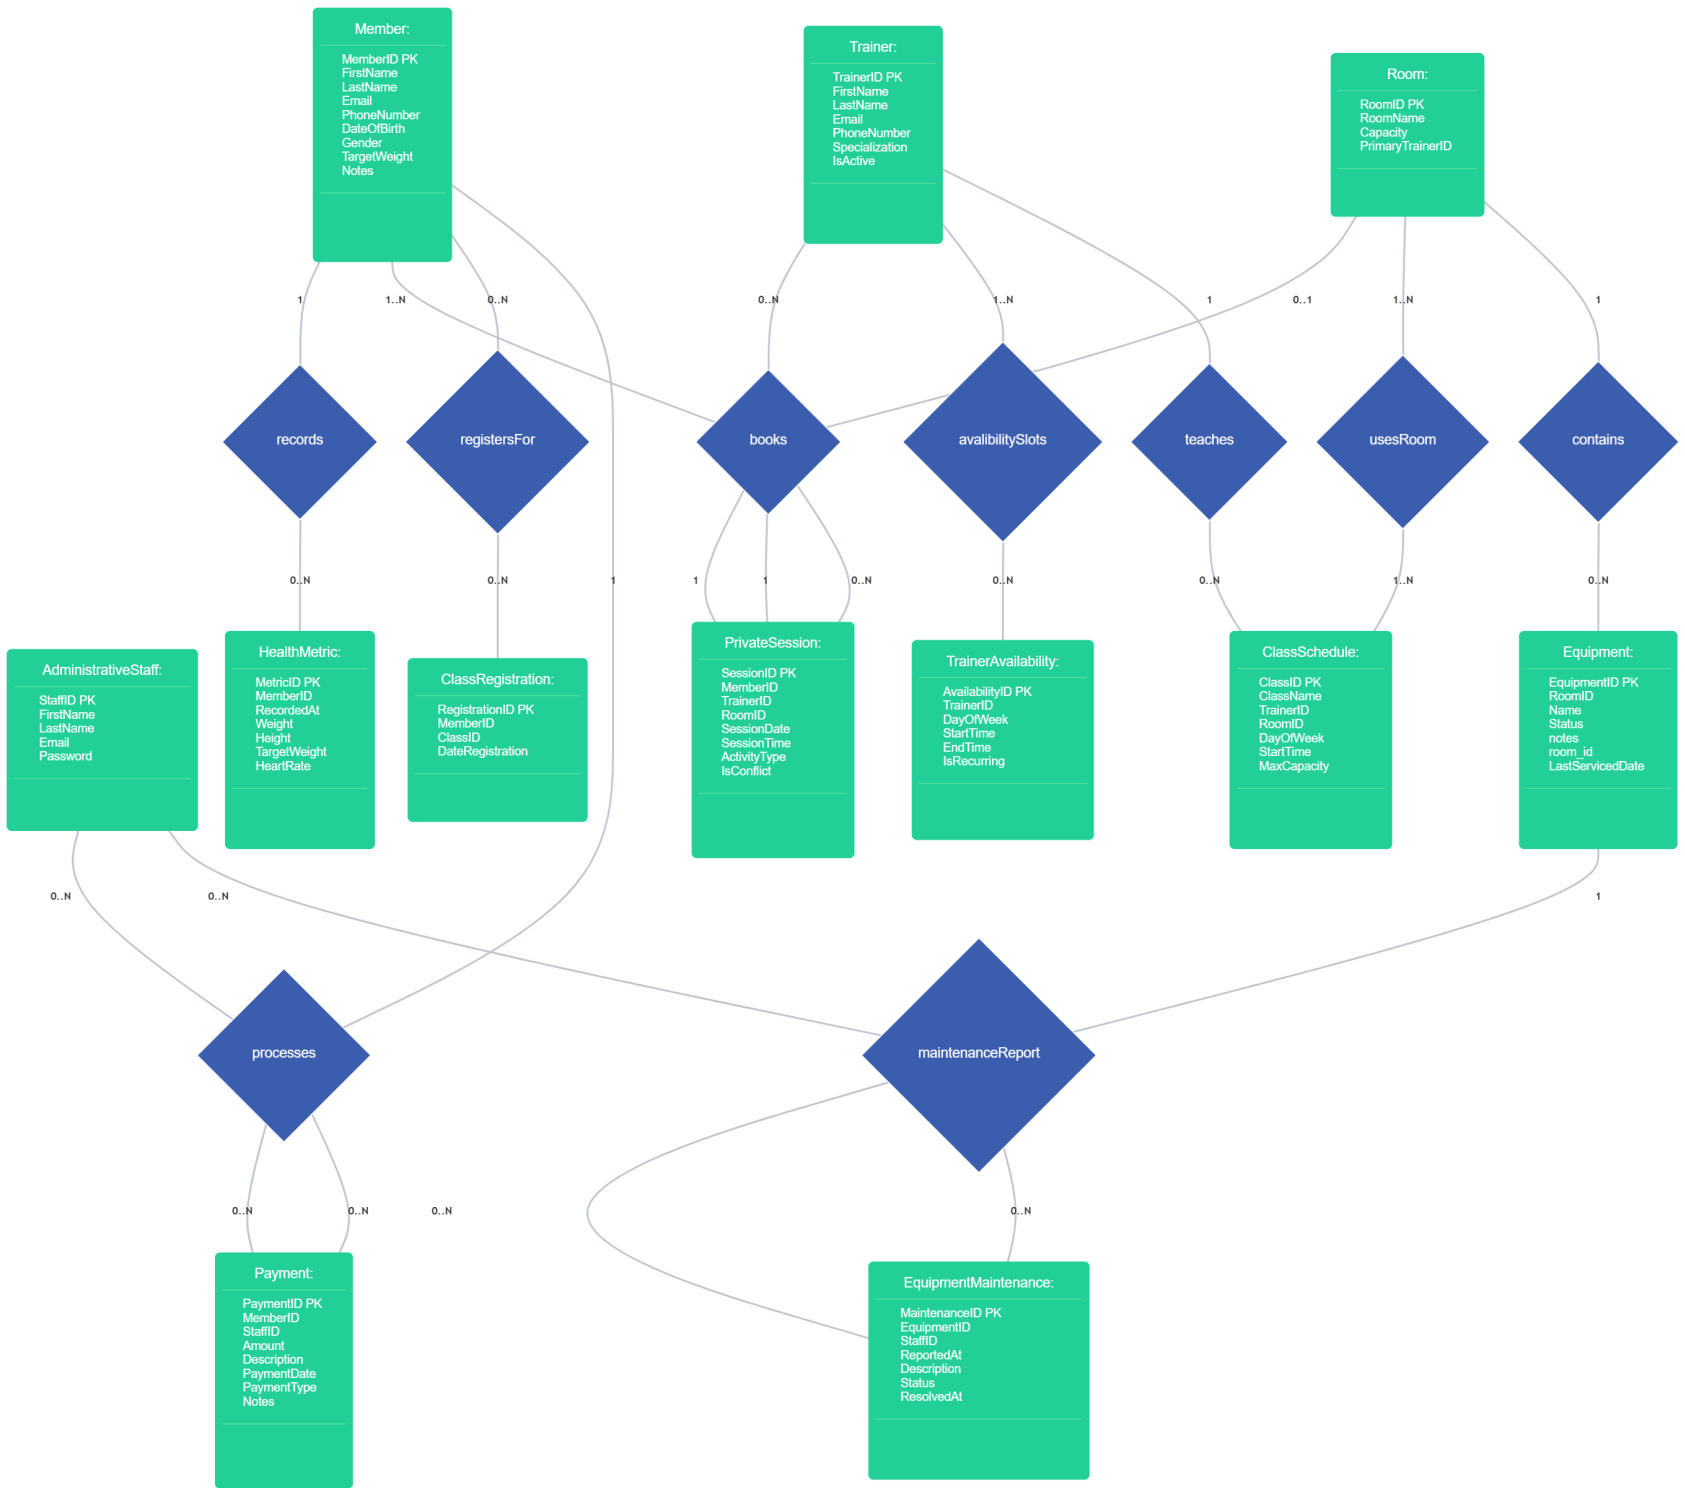 Member:
MemberID PK
FirstName
LastName
Email
PhoneNumber
DateOfBirth
Gender
TargetWeight
Notes
Trainer:
TrainerID PK
FirstName
LastName
Email
PhoneNumber
Specialization
IsActive
Room:
RoomID PK
RoomName
Capacity
PrimaryTrainerID
1
1..N
0..N
0..N
1..N
1
0..1
1..N
1
records
registersFor
books
avalibilitySlots
teaches
usesRoom
contains
0..N
0..N
1
1
1
0..N
0..N
0..N
1..N
0..N
AdministrativeStaff:
StaffID PK
FirstName
LastName
Email
Password
HealthMetric:
MetricID PK
MemberID
RecordedAt
Weight
Height
TargetWeight
HeartRate
ClassRegistration:
RegistrationID PK
MemberID
ClassID
DateRegistration
PrivateSession:
SessionID PK
MemberID
TrainerID
RoomID
SessionDate
SessionTime
ActivityType
IsConflict
TrainerAvailability:
AvailabilityID PK
TrainerID
DayOfWeek
StartTime
EndTime
IsRecurring
ClassSchedule:
ClassID PK
ClassName
TrainerID
RoomID
DayOfWeek
StartTime
MaxCapacity
Equipment:
EquipmentID PK
RoomID
Name
Status
notes
room_id
LastServicedDate
0..N
0..N
1
processes
maintenanceReport
0..N
0..N
0..N
0..N
Payment:
PaymentID PK
MemberID
StaffID
Amount
Description
PaymentDate
PaymentType
Notes
EquipmentMaintenance:
MaintenanceID PK
EquipmentID
StaffID
ReportedAt
Description
Status
ResolvedAt